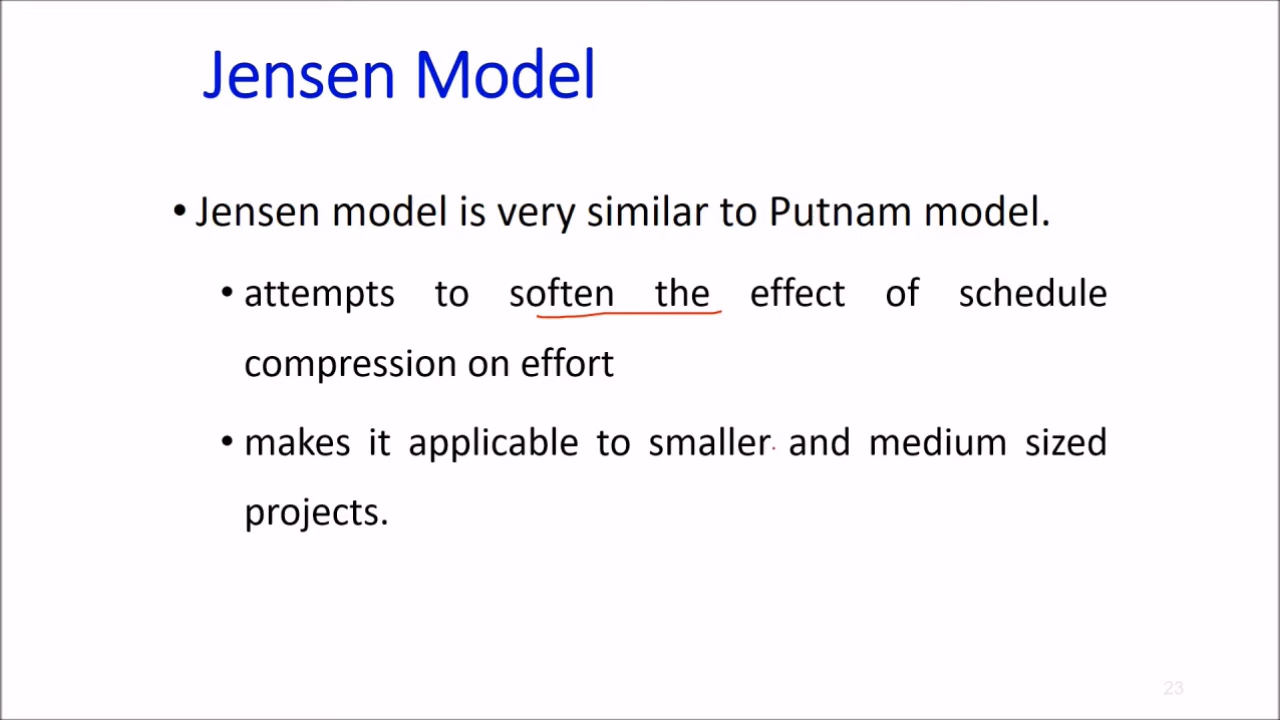 Jensen Model
• Jensen model is very similar to Putnam model.
• attempts to soften the effect of schedule
compression on effort
• makes it applicable to smaller and medium sized
projects.
23